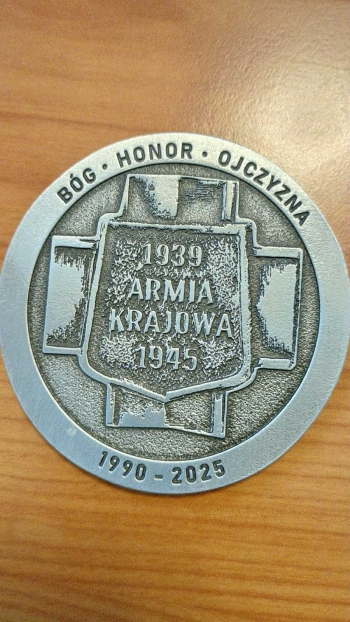 BÓG · HONOR · OJCZYZNA
1939
ARMIA
KRAJOWA
1945
1990 - 2025